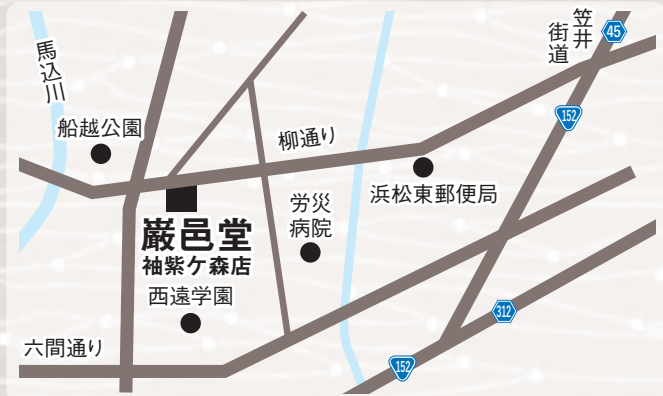 馬込川
船越公園
柳通り
笠井
街道
45
152
浜松東郵便局
労災
病院
巌邑堂
袖紫ケ森店
西遠学園
六間通り
312
152